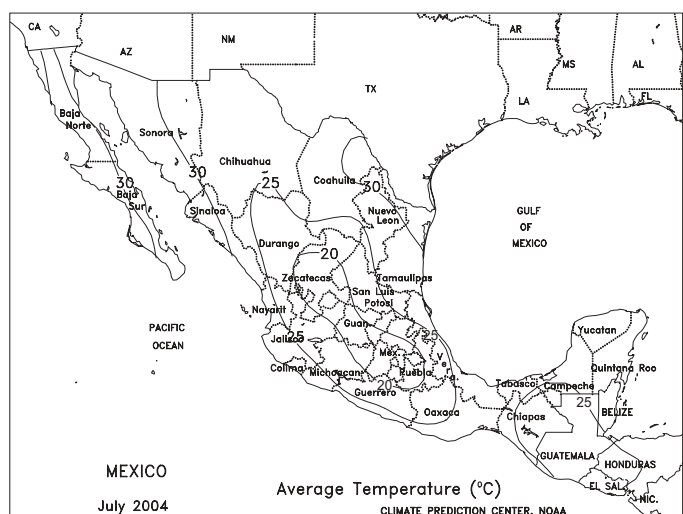 CA
AZ
NM
TX
AR
MS
AL
LA
FL
Baja
Norte
Sonora
Chihuahua
Coahuila
30
25
30
30
Baja
Sur
Sinaloa
Nuevo
Leon
Durango
20
GULF
OF
MEXICO
Zecatecas
Tamaulipas
San Luis
Potosi
Nayarit
Guan.
PACIFIC
OCEAN
25
Jalisco
25
Yucatan
Mex.
Ver.
Colima
Michoacan
Puebla
Quintana Roo
20
Guerrero
Tabasco
Campeche
25
Oaxaca
Chiapas
BELIZE
GUATEMALA
HONDURAS
EL SAL.
NIC.
MEXICO
July 2004
Average Temperature (°C)
CLIMATE PREDICTION CENTER, NOAA